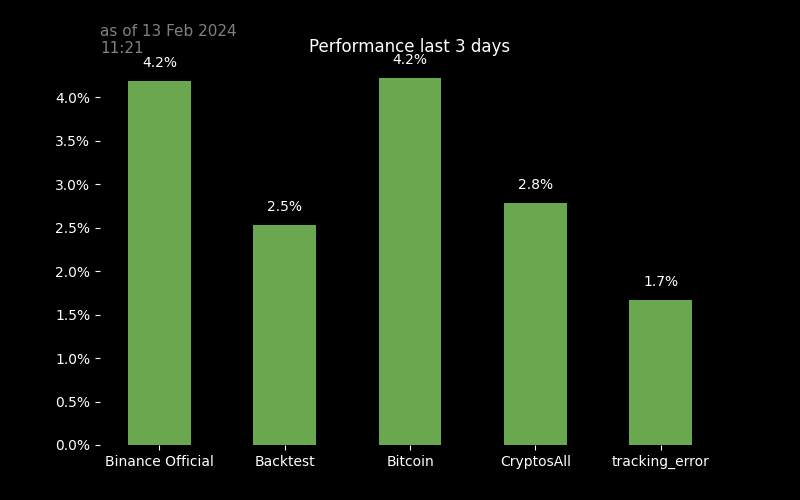 as of 13 Feb 2024
11:21
Performance last 3 days
4.2%
2.5%
4.2%
2.8%
1.7%
4.0%
3.5%
3.0%
2.5%
2.0%
1.5%
1.0%
0.5%
0.0%
Binance Official
Backtest
Bitcoin
CryptosAll
tracking_error